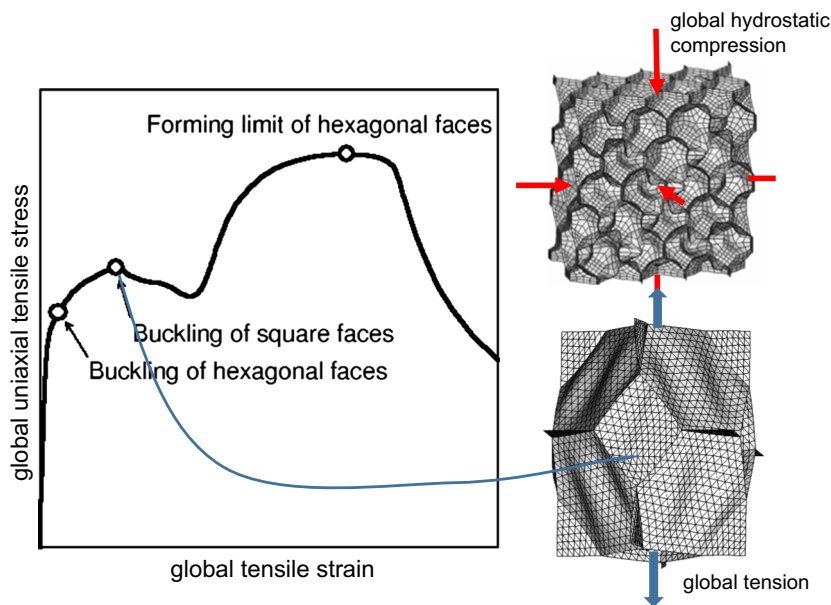 global hydrostatic
compression
Forming limit of hexagonal faces
global uniaxial tensile stress
Buckling of square faces
Buckling of hexagonal faces
global tensile strain
global tension